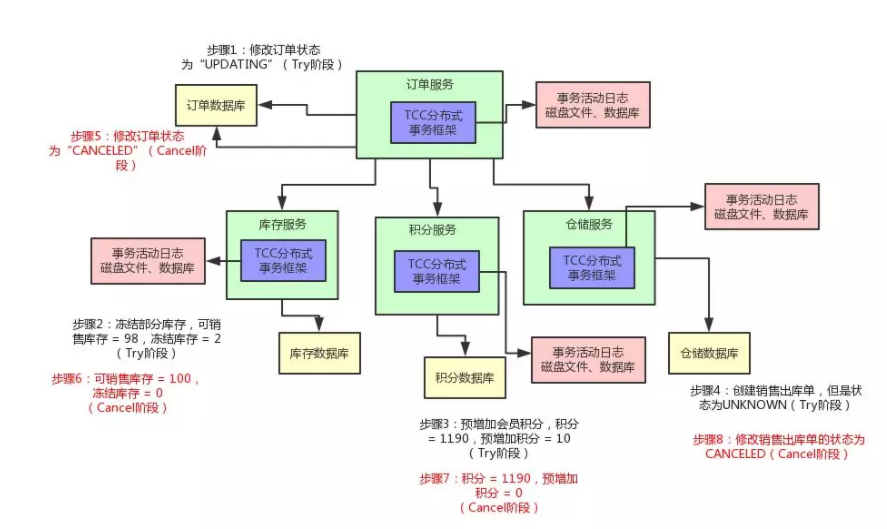 步骤1：修改订单状态
为“UPDATING”（Try阶段）
订单服务
订单数据库
TCC分布式
事务框架
事务活动日志
磁盘文件、数据库
步骤5：修改订单状态
为“CANCELED”（Cancel阶
段）
事务活动日志
磁盘文件、数据库
库存服务
TCC分布式
事务框架
积分服务
TCC分布式
事务框架
仓储服务
TCC分布式
事务框架
事务活动日志
磁盘文件、数据库
步骤2：冻结部分库存，可销
售库存 = 98，冻结库存 = 2
（Try阶段）
库存数据库
事务活动日志
磁盘文件、数据库
仓储数据库
步骤6：可销售库存 = 100，
冻结库存 = 0
（Cancel阶段）
积分数据库
步骤4：创建销售出库单，但是状
态为UNKNOWN（Try阶段）
步骤3：预增加会员积分，积分
= 1190，预增加积分 = 10
（Try阶段）
步骤8：修改销售出库单的状态为
CANCELED（Cancel阶段）
步骤7：积分 = 1190，预增加
积分 = 0
（Cancel阶段）